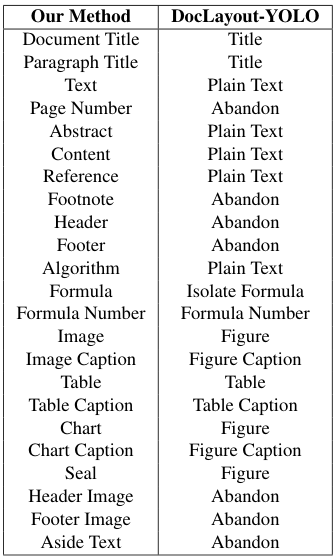 Our Method DocLayout-YOLO
Document Title Title
Paragraph Title Title
Text Plain Text
Page Number Abandon
Abstract Plain Text
Content Plain Text
Reference Plain Text
Footnote Abandon
Header Abandon
Footer Abandon
Algorithm Plain Text
Formula Isolate Formula
Formula Number Formula Number
Image Figure
Image Caption Figure Caption
Table Table
Table Caption Table Caption
Chart Figure
Chart Caption Figure Caption
Seal Figure
Header Image Abandon
Footer Image Abandon
Aside Text Abandon